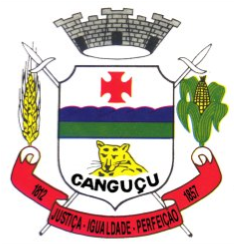 CANGUÇU
1812
JUSTIÇA - IGUALDADE - PERFEIÇÃO
1857